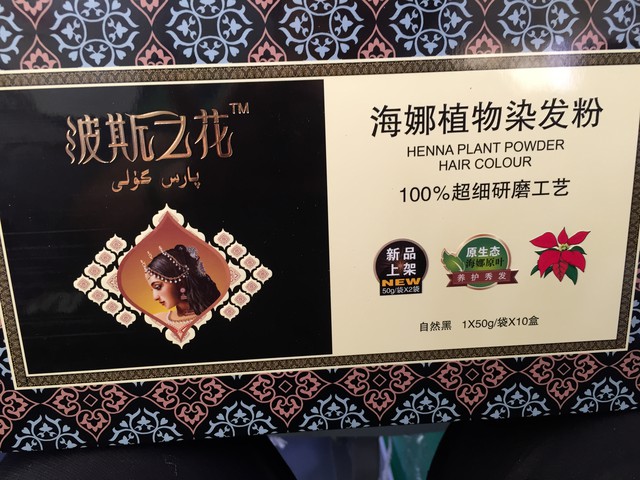 波斯之花™
پارس گۈلى
海娜植物染发粉
HENNA PLANT POWDER
HAIR COLOUR
100%超细研磨工艺
新品
上架
NEW
50g/袋X2袋
原生态
海娜原叶
养护秀发
自然黑 1X50g/袋X10盒